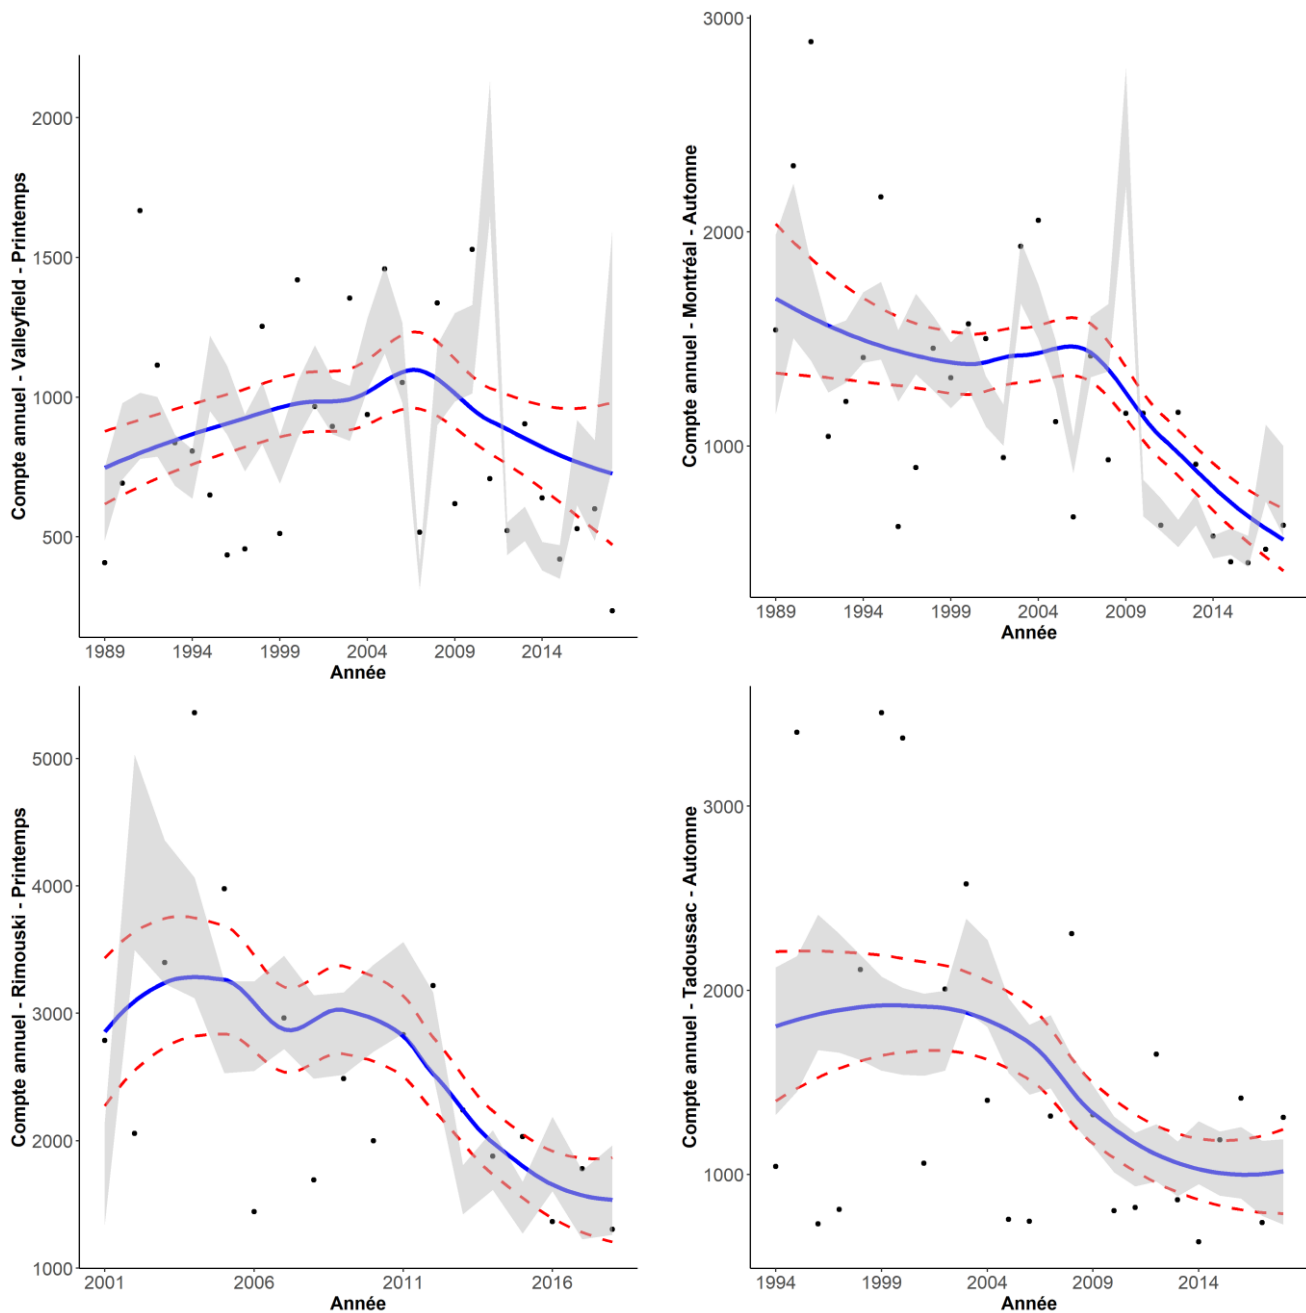 Compte annuel - Valleyfield - Printemps
2000
1500
1000
500
1989 1994 1999 2004 2009 2014
Année
Compte annuel - Montréal - Automne
3000
2000
1000
1989 1994 1999 2004 2009 2014
Année
Compte annuel - Rimouski - Printemps
5000
4000
3000
2000
1000
2001 2006 2011 2016
Année
Compte annuel - Tadoussac - Automne
3000
2000
1000
1994 1999 2004 2009 2014
Année